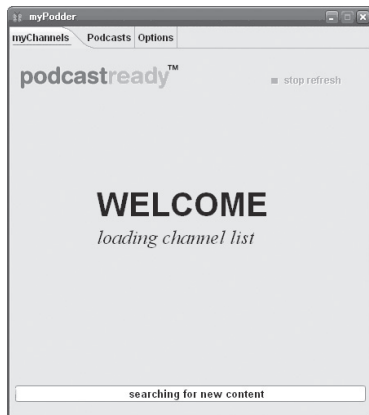 myPodder
myChannels Podcasts Options
podcastready™
stop refresh
WELCOME
loading channel list
searching for new content